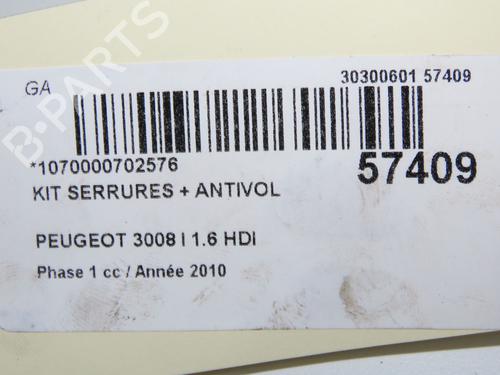 GA
30300601 57409
*1070000702576
57409
KIT SERRURES + ANTIVOL
PEUGEOT 3008 I 1.6 HDI
Phase 1 cc / Année 2010
B-PARTS